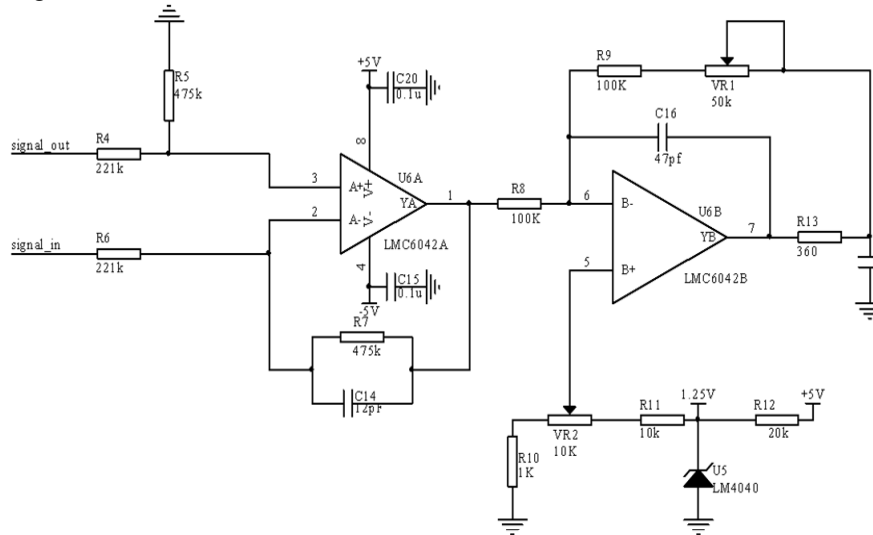 R5
475k
+5V
C20
0.1u
8
R9
100K
VR1
50k
C16
47pf
signal_out
R4
221k
3
A+
V+
U6A
YA
1
R8
100K
6
B-
U6B
YB
7
R13
360
2
A-
V-
LMC6042A
signal_in
R6
221k
4
C15
0.1u
-5V
5
B+
LMC6042B
R7
475k
C14
12pF
1.25V
+5V
R11
10k
R12
20k
VR2
10K
R10
1K
U5
LM4040